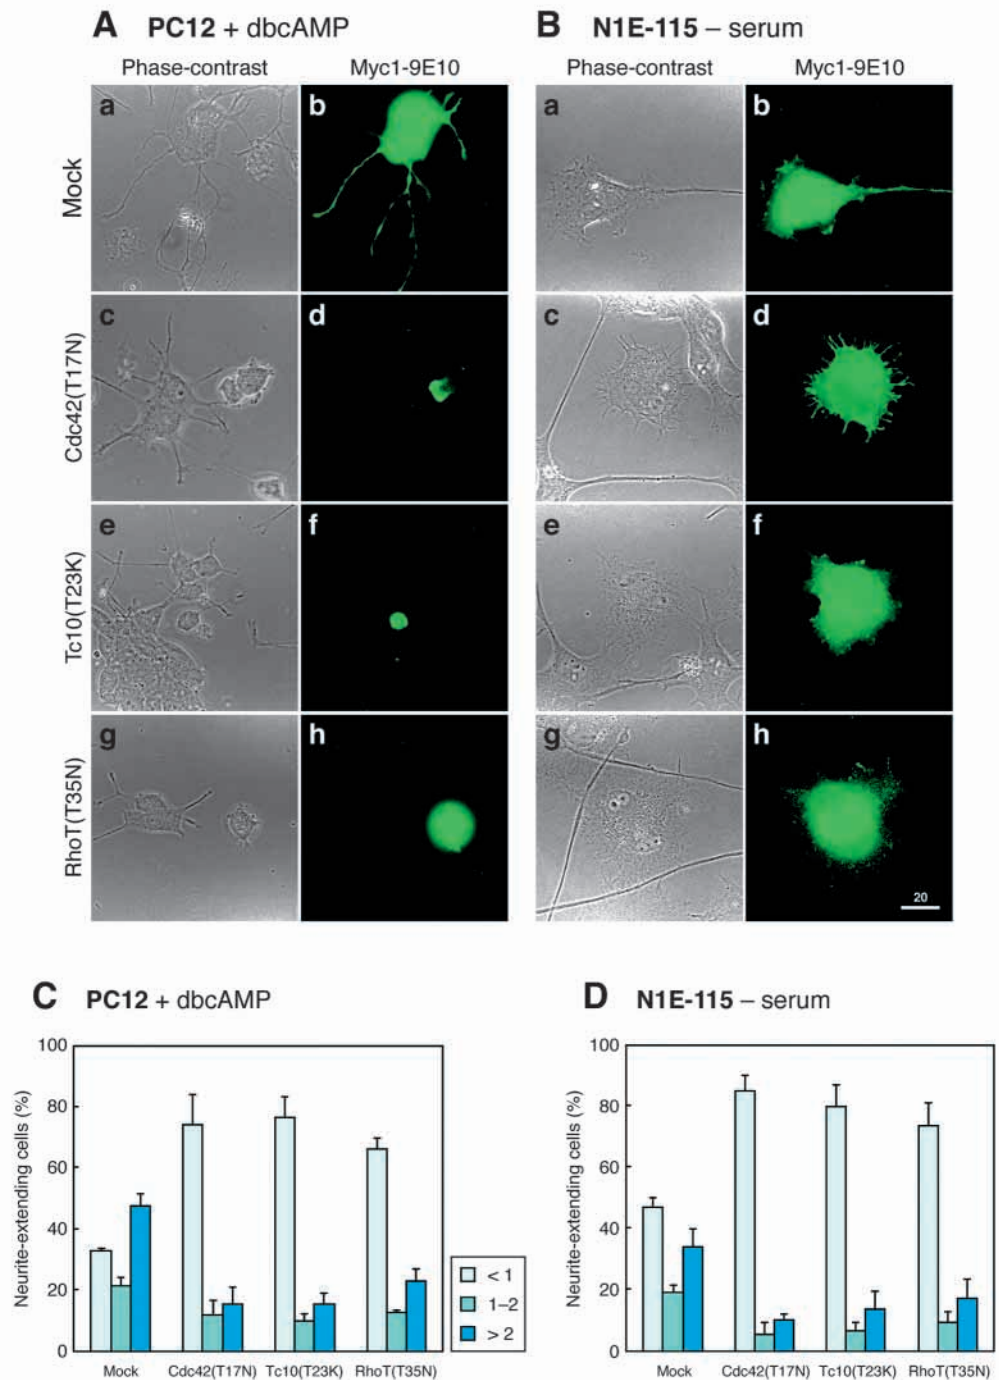 A PC12 + dbcAMP
B N1E-115 – serum
Phase-contrast Myc1-9E10
Phase-contrast Myc1-9E10
Mock
a b
a b
Cdc42(T17N)
c d
c d
Tc10(T23K)
e f
e f
RhoT(T35N)
g h
g h
20
C PC12 + dbcAMP
Neurite-extending cells (%)
100
80
60
40
20
0
Mock Cdc42(T17N) Tc10(T23K) RhoT(T35N)
< 1
1–2
> 2
D N1E-115 – serum
Neurite-extending cells (%)
100
80
60
40
20
0
Mock Cdc42(T17N) Tc10(T23K) RhoT(T35N)